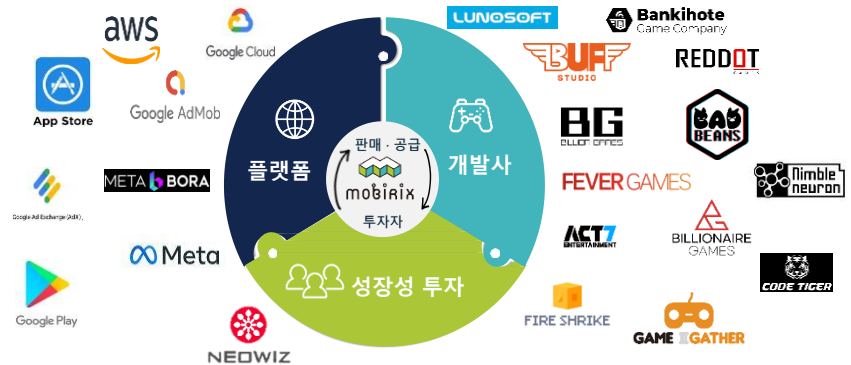 aws
Google Cloud
App Store
Google AdMob
META BORA
Google Ad Exchange (AdX),
Meta
Google Play
NEOWIZ
플랫폼
판매 · 공급
MOBIRIX
투자자
개발사
성장성 투자
LUNOSOFT
Bankihote
Game Company
BUFF
STUDIO
REDDOT
BG
BILLION GAMES
BAD
BEANS
FEVER GAMES
Nimble
neuron
ACT7
ENTERTAINMENT
BILLIONAIRE
GAMES
CODE TIGER
FIRE SHRIKE
GAME GATHER